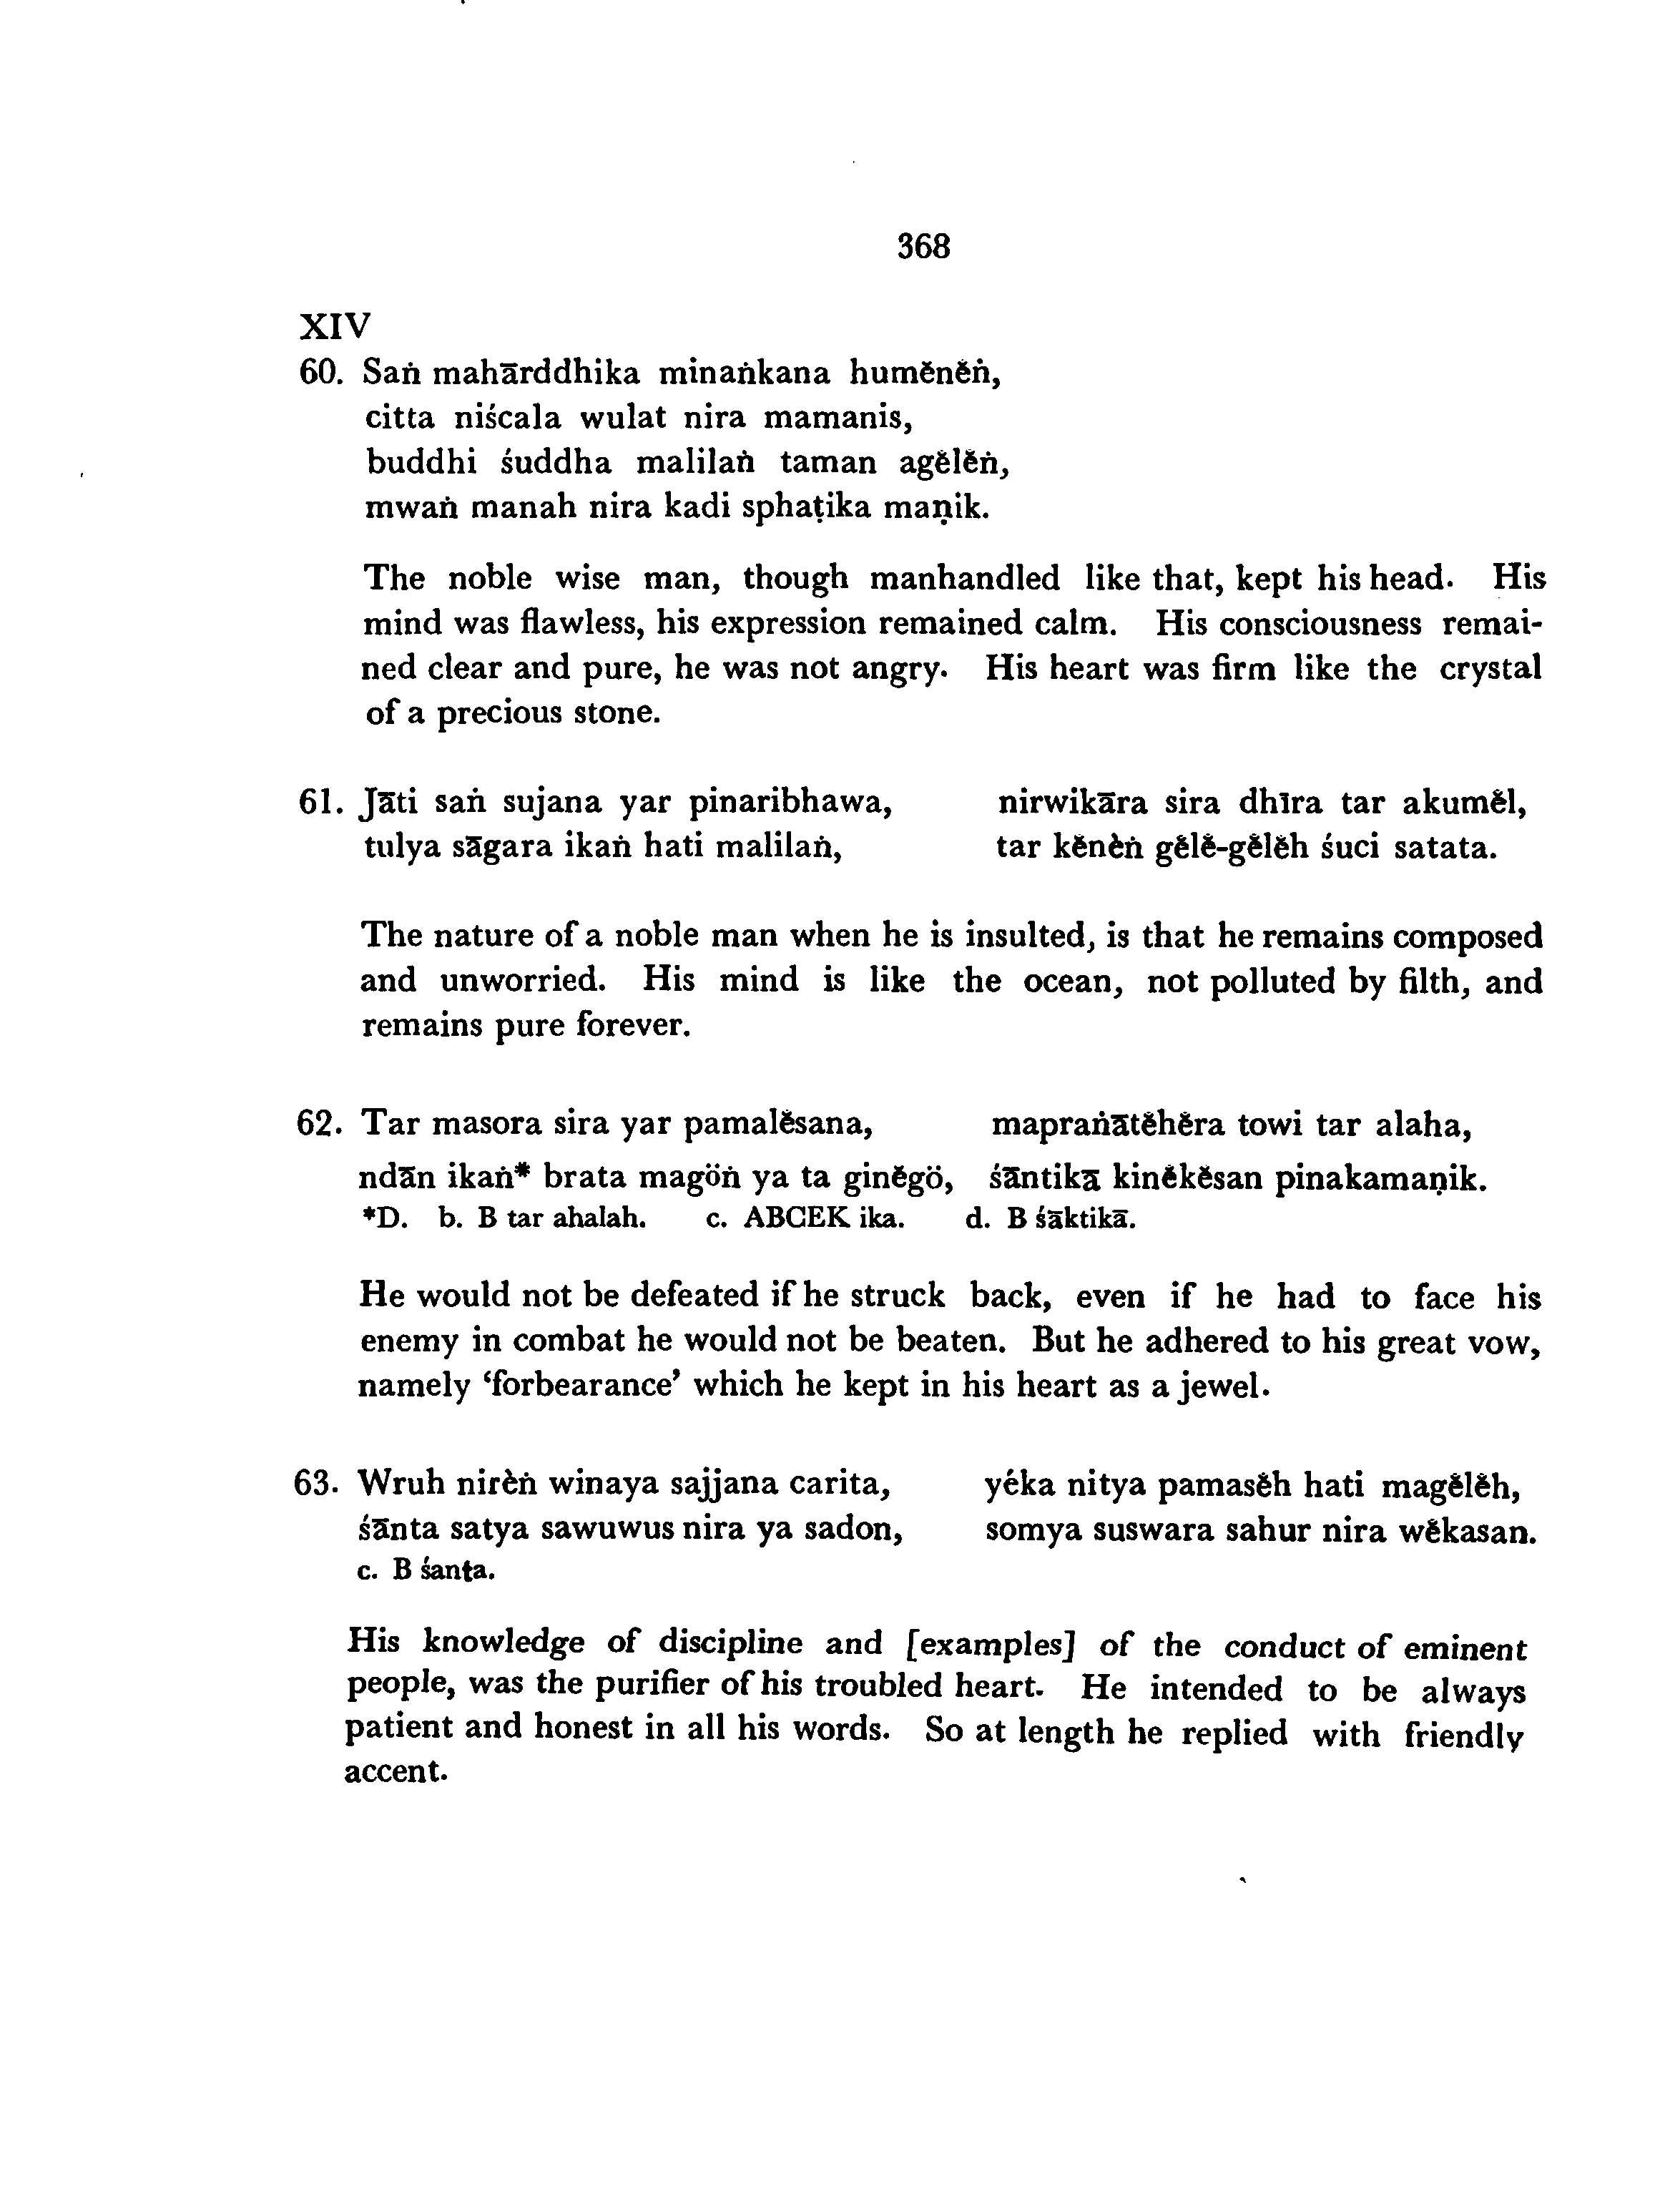 368
XIV
60. Saṅ mahārddhika minaṅkana humĕnĕṅ,
citta niścala wulat nira mamanis,
buddhi śuddha malilaṅ taman agĕlĕṅ,
mwaṅ manah nira kadi sphaṭika maṇik.
The noble wise man, though manhandled like that, kept his head. His
mind was flawless, his expression remained calm. His consciousness remai-
ned clear and pure, he was not angry. His heart was firm like the crystal
of a precious stone.
61. Jāti saṅ sujana yar pinaribhawa, nirwikāra sira dhīra tar akumĕl,
tulya sāgara ikaṅ hati malilaṅ, tar kĕnèṅ gĕlĕ-gĕlĕh śuci satata.
The nature of a noble man when he is insulted, is that he remains composed
and unworried. His mind is like the ocean, not polluted by filth, and
remains pure forever.
62. Tar masora sira yar pamalĕsana, mapraṅātĕhĕra towi tar alaha,
ndān ikaṅ* brata magöṅ ya ta ginĕgö, śāntikā kinĕkĕsan pinakamaṇik.
*D. b. B tar ahalah. c. ABCEK ika. d. B śāktikā.
He would not be defeated if he struck back, even if he had to face his
enemy in combat he would not be beaten. But he adhered to his great vow,
namely ‘forbearance’ which he kept in his heart as a jewel.
63. Wruh nirèṅ winaya sajjana carita, yéka nitya pamasĕh hati magĕlĕh,
śānta satya sawuwus nira ya sadon, somya suswara sahur nira wĕkasan.
c. B śanta.
His knowledge of discipline and [examples] of the conduct of eminent
people, was the purifier of his troubled heart. He intended to be always
patient and honest in all his words. So at length he replied with friendly
accent.